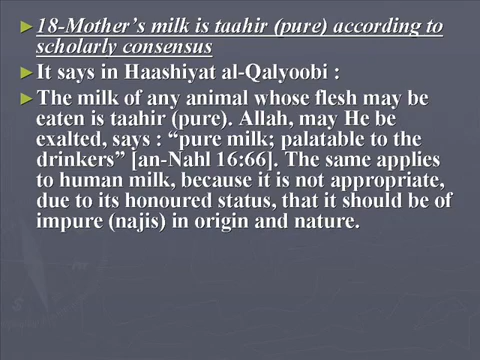 18-Mother's milk is taahir (pure) according to
scholarly consensus
It says in Haashiyat al-Qalyoobi :
The milk of any animal whose flesh may be
eaten is taahir (pure). Allah, may He be
exalted, says : “pure milk; palatable to the
drinkers” [an-Nahl 16:66]. The same applies
to human milk, because it is not appropriate,
due to its honoured status, that it should be of
impure (najis) in origin and nature.